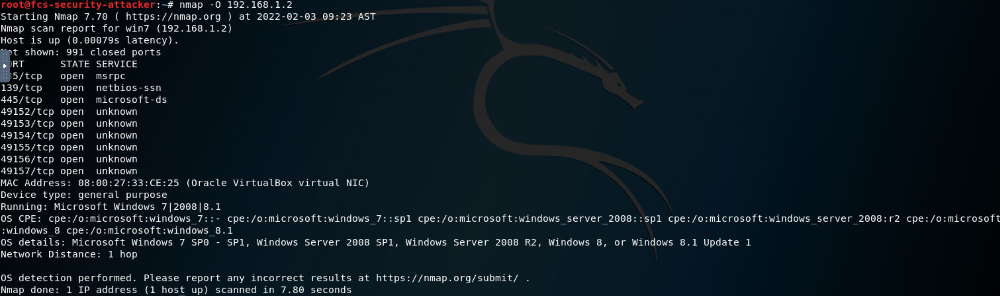 root@fcs-security-attacker:~# nmap -O 192.168.1.2
Starting Nmap 7.70 ( https://nmap.org ) at 2022-02-03 09:23 AST
Nmap scan report for win7 (192.168.1.2)
Host is up (0.00079s latency).
shown: 991 closed ports
STATE SERVICE
open msrpc
139/tcp open netbios-ssn
445/tcp open microsoft-ds
49152/tcp open unknown
49153/tcp open unknown
49154/tcp open unknown
49155/tcp open unknown
49156/tcp open unknown
49157/tcp open unknown
MAC Address: 08:00:27:33:CE:25 (Oracle VirtualBox virtual NIC)
Device type: general purpose
Running: Microsoft Windows 7|2008|8.1
OS CPE: cpe:/o:microsoft:windows_7::- cpe:/o:microsoft:windows_7::sp1 cpe:/o:microsoft:windows_server_2008::sp1 cpe:/o:microsoft:windows_server_2008:r2 cpe:/o:microsoft
:windows_8 cpe:/o:microsoft:windows_8.1
OS details: Microsoft Windows 7 SP0 - SP1, Windows Server 2008 SP1, Windows Server 2008 R2, Windows 8, or Windows 8.1 Update 1
Network Distance: 1 hop
OS detection performed. Please report any incorrect results at https://nmap.org/submit/ .
Nmap done: 1 IP address (1 host up) scanned in 7.80 seconds